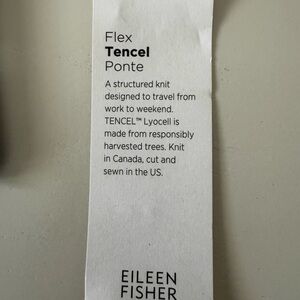 Flex
Tencel
Ponte
A structured knit
designed to travel from
work to weekend.
TENCEL™ Lyocell is
made from responsibly
harvested trees. Knit
in Canada, cut and
sewn in the US.
EILEEN
FISHER